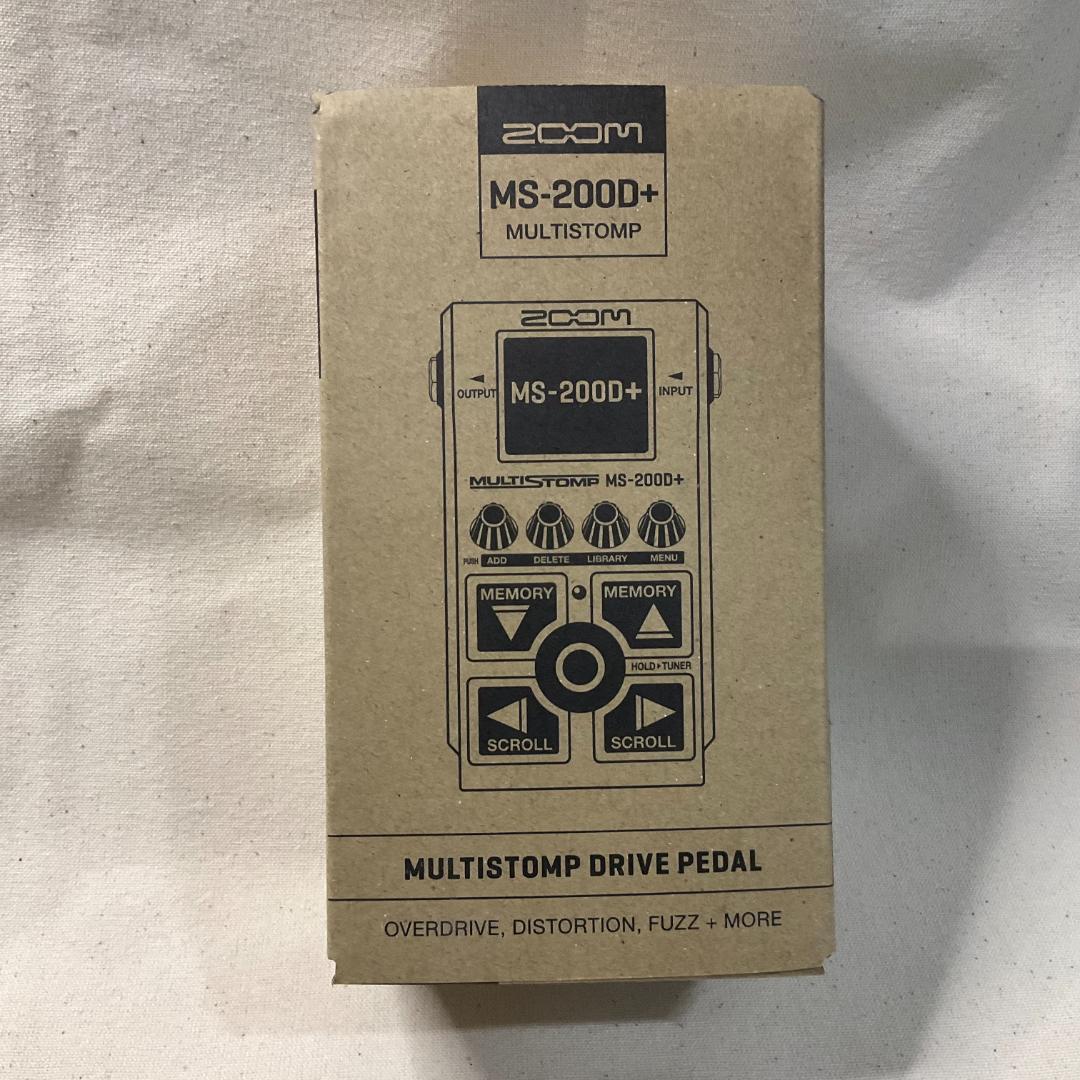 ZOOM
MS-200D+
MULTISTOMP
ZOOM
OUTPUT
MS-200D+
INPUT
MULTISTOMP MS-200D+
PUSH ADD DELETE LIBRARY MENU
MEMORY MEMORY
HOLD▸TUNER
SCROLL SCROLL
MULTISTOMP DRIVE PEDAL
OVERDRIVE, DISTORTION, FUZZ + MORE